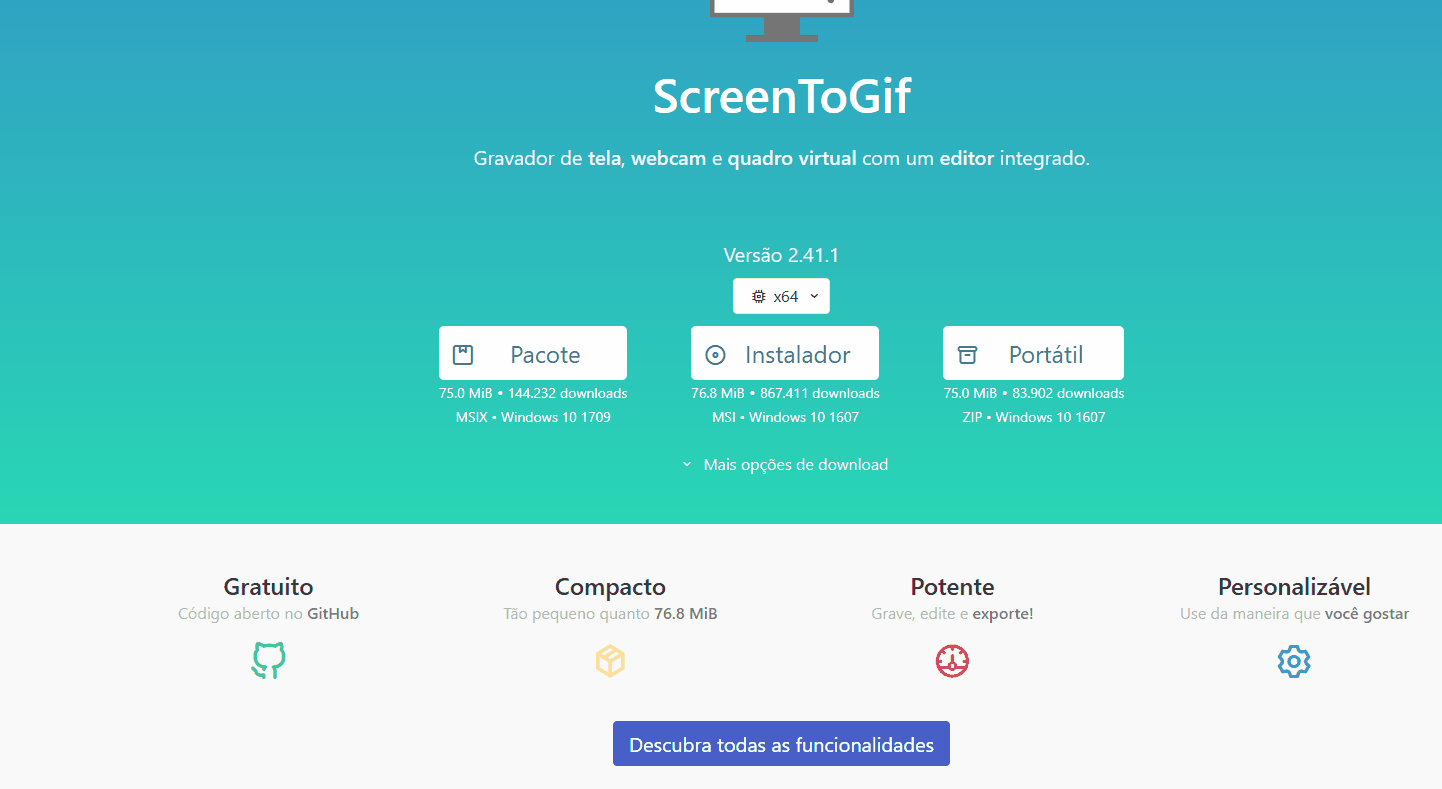 ScreenToGif
Gravador de tela, webcam e quadro virtual com um editor integrado.
Versão 2.41.1
x64
Pacote
Instalador
Portátil
75.0 MiB • 144.232 downloads
76.8 MiB • 867.411 downloads
75.0 MiB • 83.902 downloads
MSIX • Windows 10 1709
MSI • Windows 10 1607
ZIP • Windows 10 1607
Mais opções de download
Gratuito
Código aberto no GitHub
Compacto
Tão pequeno quanto 76.8 MiB
Potente
Grave, edite e exporte!
Personalizável
Use da maneira que você gostar
Descubra todas as funcionalidades